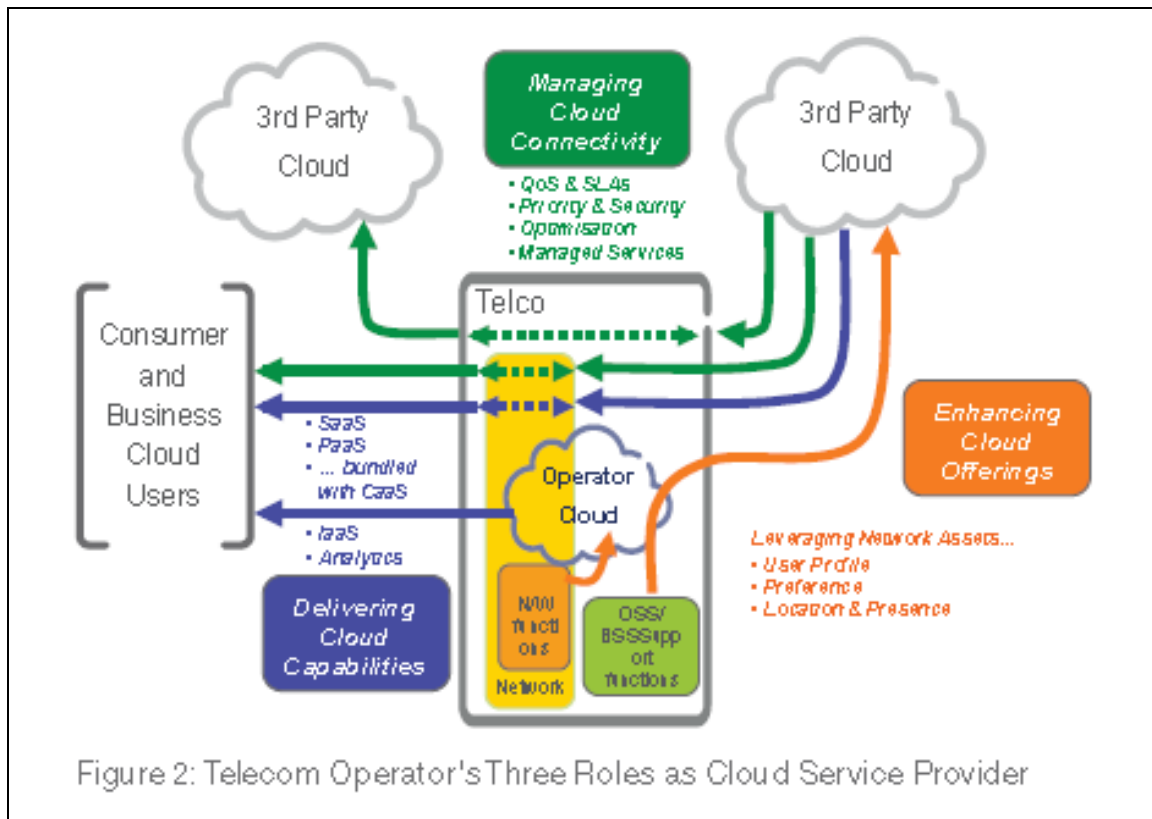 3rd Party
Cloud
Managing
Cloud
Connectivity
3rd Party
Cloud
• QoS & SLAs
• Priority & Security
• Optimisation
• Managed Services
Telco
Consumer
and
Business
Cloud
Users
• SaaS
• PaaS
• ... bundled
with CaaS
• IaaS
• Analytics
Operator
Cloud
Enhancing
Cloud
Offerings
Leveraging Network Assets...
• User Profile
• Preference
• Location & Presence
Delivering
Cloud
Capabilities
N/W
functi
ons
Network
OSS/
BSSSupp
ort
functions
Figure 2: Telecom Operator's Three Roles as Cloud Service Provider